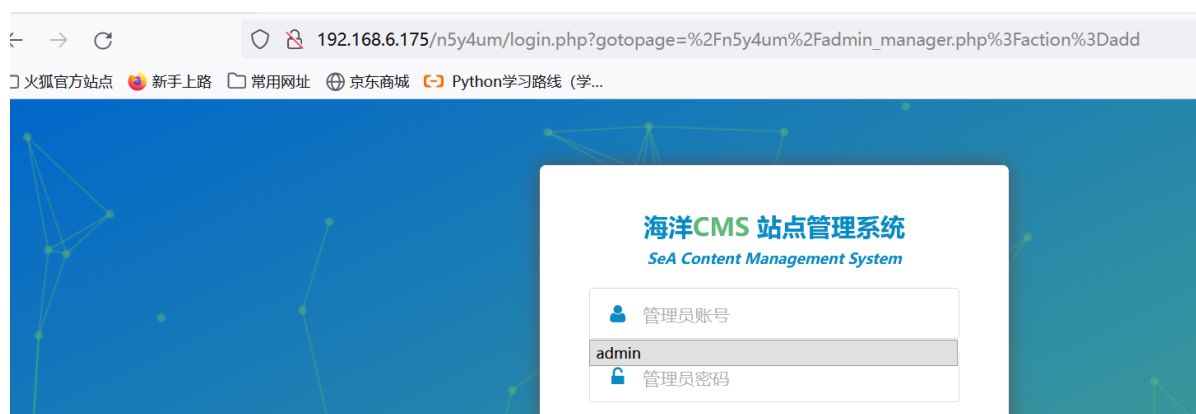 192.168.6.175/n5y4um/login.php?gotopage=%2Fn5y4um%2Fadmin_manager.php%3Faction%3Dadd
火狐官方站点 新手上路 常用网址 京东商城 Python学习路线（学...
海洋CMS 站点管理系统
SeA Content Management System
管理员账号
admin
管理员密码